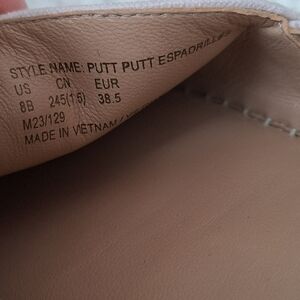 STYLE NAME: PUTT PUTT ESPADRILLE
US CN EUR
8B 245(1.5) 38.5
M23/129
MADE IN VIETNAM /